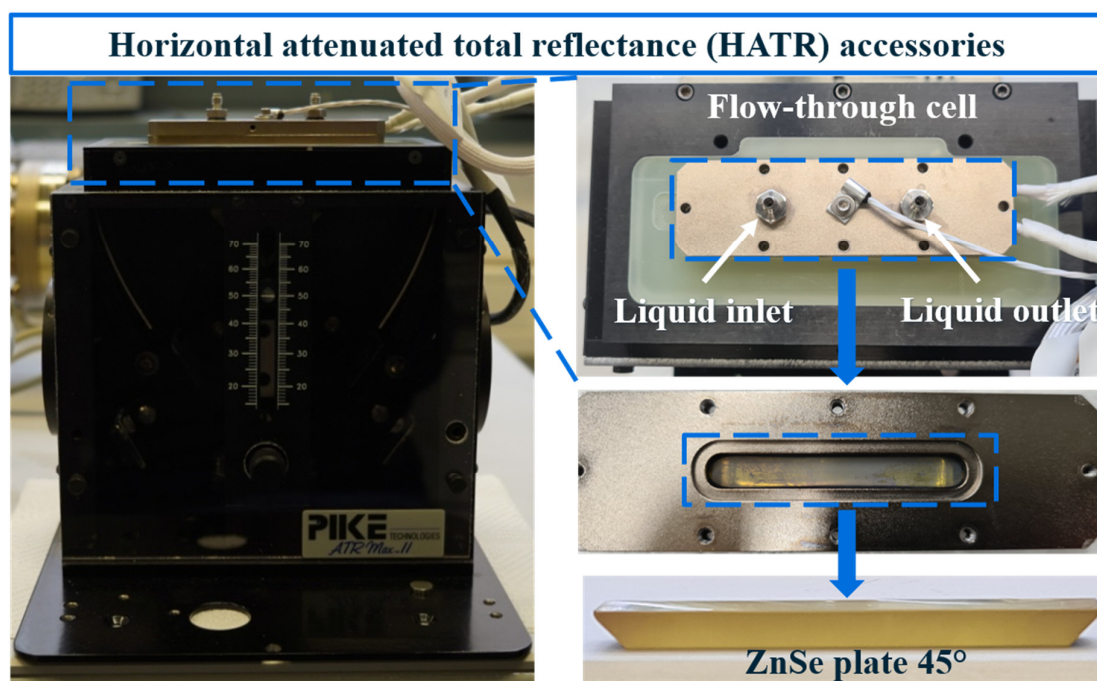 Horizontal attenuated total reflectance (HATR) accessories
70 70
60 60
50 50
40 40
30 30
20 20
PIKE
TECHNOLOGIES
ATR Max II
Flow-through cell
Liquid inlet
Liquid outlet
ZnSe plate 45°